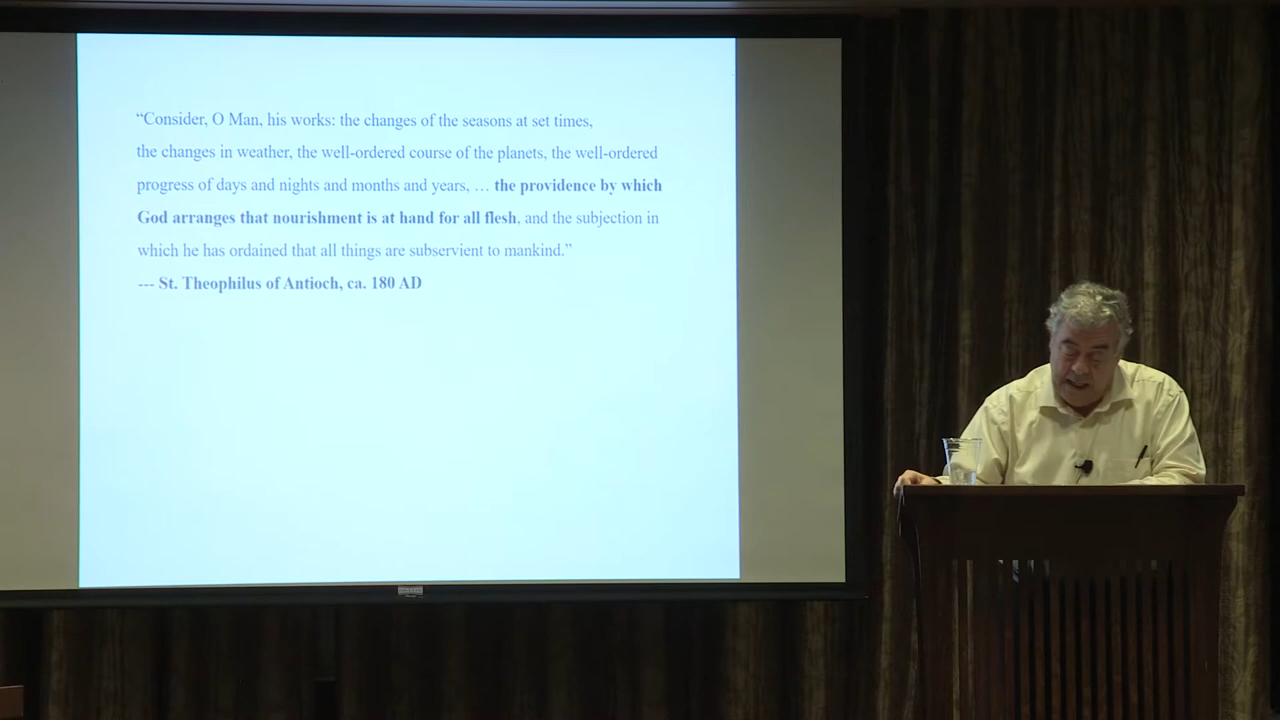 “Consider, O Man, his works: the changes of the seasons at set times,
the changes in weather, the well-ordered course of the planets, the well-ordered
progress of days and nights and months and years, … the providence by which
God arranges that nourishment is at hand for all flesh, and the subjection in
which he has ordained that all things are subservient to mankind.”
--- St. Theophilus of Antioch, ca. 180 AD